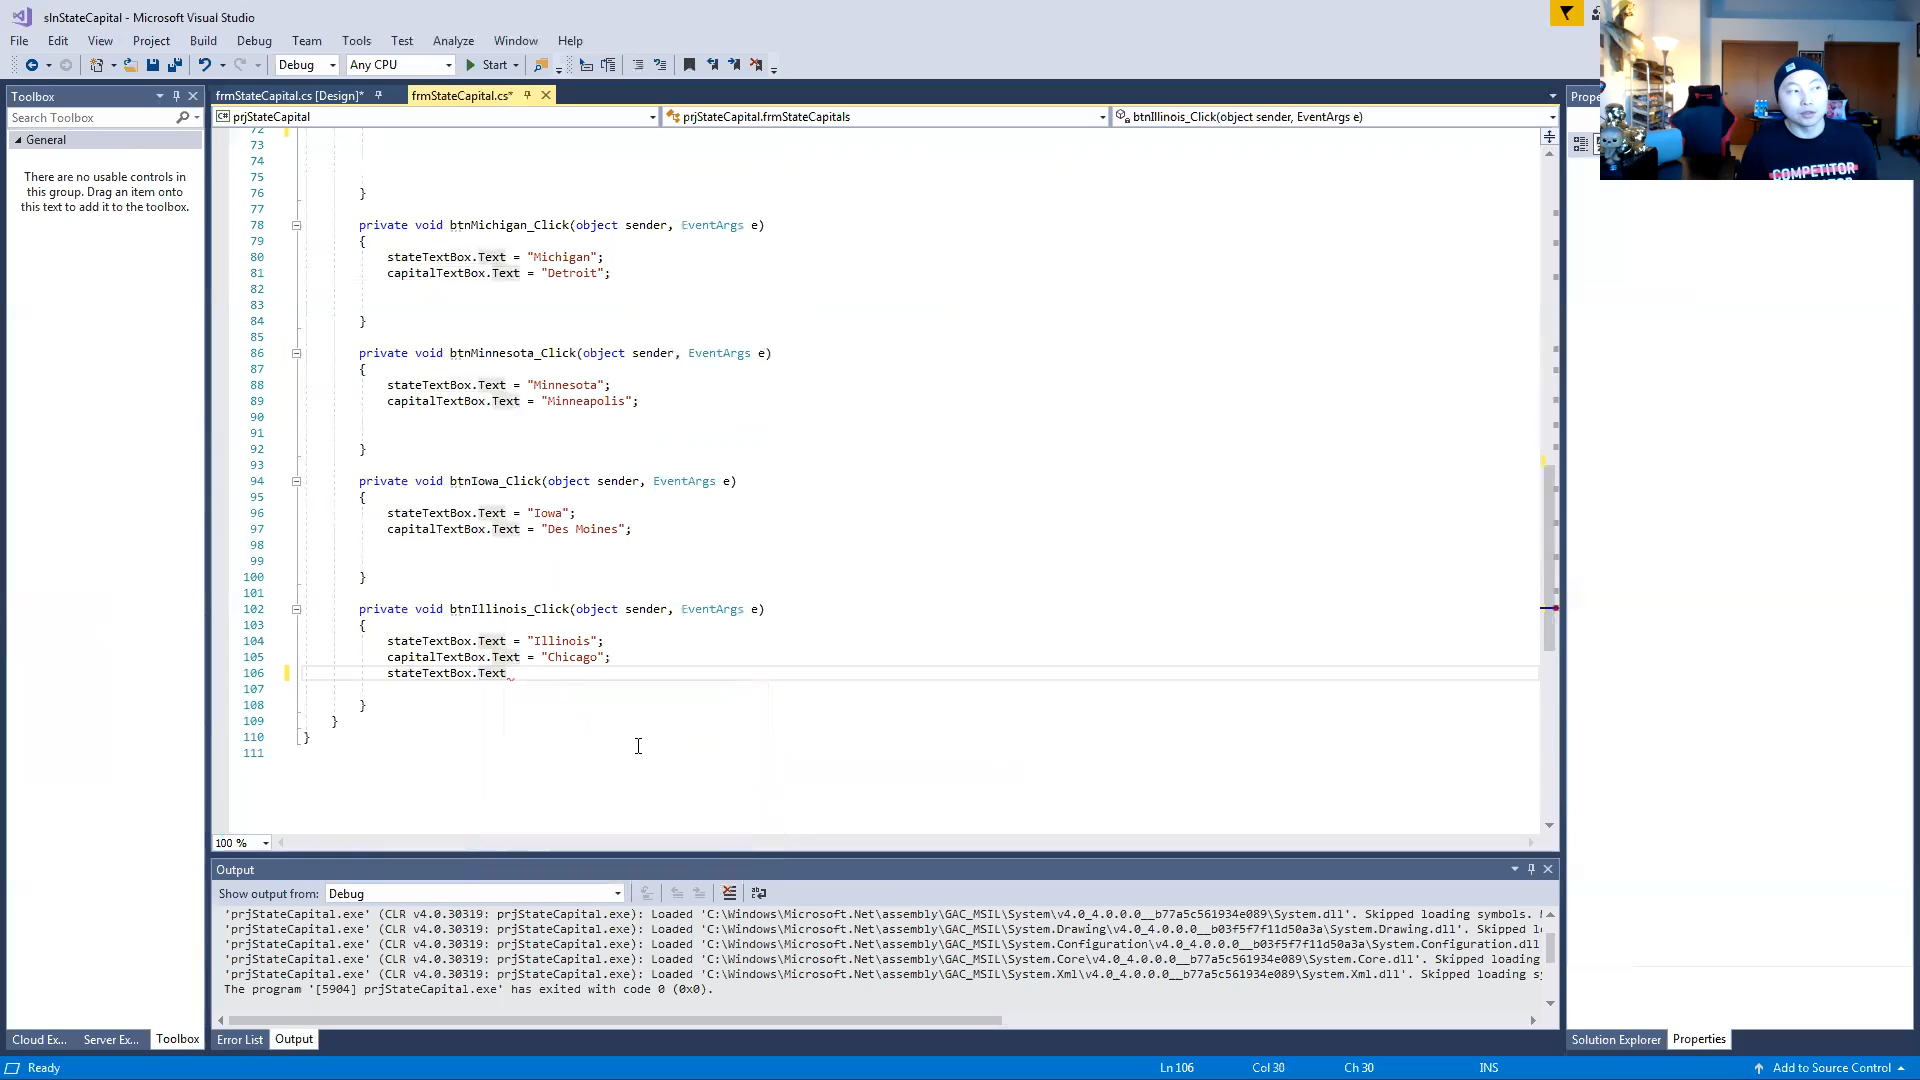 slnStateCapital - Microsoft Visual Studio
File Edit View Project Build Debug Team Tools Test Analyze Window Help
Debug Any CPU Start
Toolbox
frmStateCapital.cs [Design]* frmStateCapital.cs*
Search Toolbox
prjStateCapital prjStateCapital.frmStateCapitals btnIllinois_Click(object sender, EventArgs e)
General
There are no usable controls in
this group. Drag an item onto
this text to add it to the toolbox.
72
73
74
75
76 }
77
78 private void btnMichigan_Click(object sender, EventArgs e)
79 {
80 stateTextBox.Text = "Michigan";
81 capitalTextBox.Text = "Detroit";
82
83
84 }
85
86 private void btnMinnesota_Click(object sender, EventArgs e)
87 {
88 stateTextBox.Text = "Minnesota";
89 capitalTextBox.Text = "Minneapolis";
90
91
92 }
93
94 private void btnIowa_Click(object sender, EventArgs e)
95 {
96 stateTextBox.Text = "Iowa";
97 capitalTextBox.Text = "Des Moines";
98
99
100 }
101
102 private void btnIllinois_Click(object sender, EventArgs e)
103 {
104 stateTextBox.Text = "Illinois";
105 capitalTextBox.Text = "Chicago";
106 stateTextBox.Text
107
108 }
109 }
110 }
111
100 %
Output
Show output from: Debug
'prjStateCapital.exe' (CLR v4.0.30319: prjStateCapital.exe): Loaded 'C:\Windows\Microsoft.Net\assembly\GAC_MSIL\System\v4.0_4.0.0.0__b77a5c561934e089\System.dll'. Skipped loading symbols.
'prjStateCapital.exe' (CLR v4.0.30319: prjStateCapital.exe): Loaded 'C:\Windows\Microsoft.Net\assembly\GAC_MSIL\System.Drawing\v4.0_4.0.0.0__b03f5f7f11d50a3a\System.Drawing.dll'. Skipped
'prjStateCapital.exe' (CLR v4.0.30319: prjStateCapital.exe): Loaded 'C:\Windows\Microsoft.Net\assembly\GAC_MSIL\System.Configuration\v4.0_4.0.0.0__b03f5f7f11d50a3a\System.Configuration.dll
'prjStateCapital.exe' (CLR v4.0.30319: prjStateCapital.exe): Loaded 'C:\Windows\Microsoft.Net\assembly\GAC_MSIL\System.Core\v4.0_4.0.0.0__b77a5c561934e089\System.Core.dll'. Skipped loading
'prjStateCapital.exe' (CLR v4.0.30319: prjStateCapital.exe): Loaded 'C:\Windows\Microsoft.Net\assembly\GAC_MSIL\System.Xml\v4.0_4.0.0.0__b77a5c561934e089\System.Xml.dll'. Skipped loading
The program '[5904] prjStateCapital.exe' has exited with code 0 (0x0).
Cloud Ex... Server Ex... Toolbox Error List Output Solution Explorer Properties
Ready Ln 106 Col 30 Ch 30 INS Add to Source Control
Prope
COMPETITOR